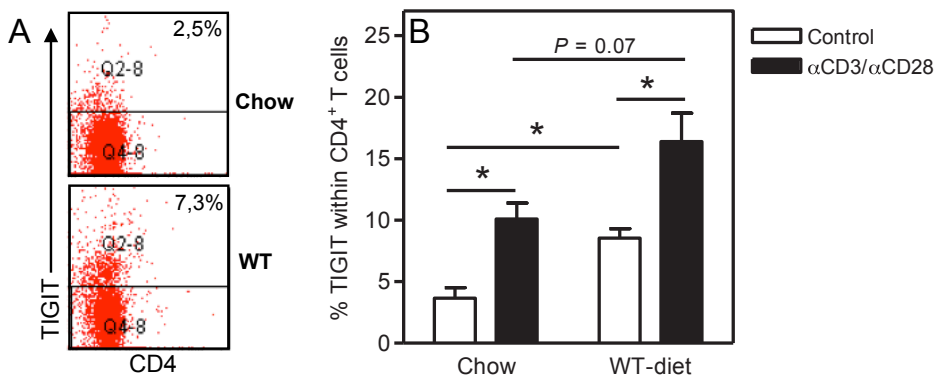 A
2,5%
Q2-8
Chow
Q4-8
7,3%
Q2-8
WT
Q4-8
TIGIT
CD4
B
% TIGIT within CD4⁺ T cells
25
20
15
10
5
0
P = 0.07
*
*
*
Chow
WT-diet
Control
αCD3/αCD28